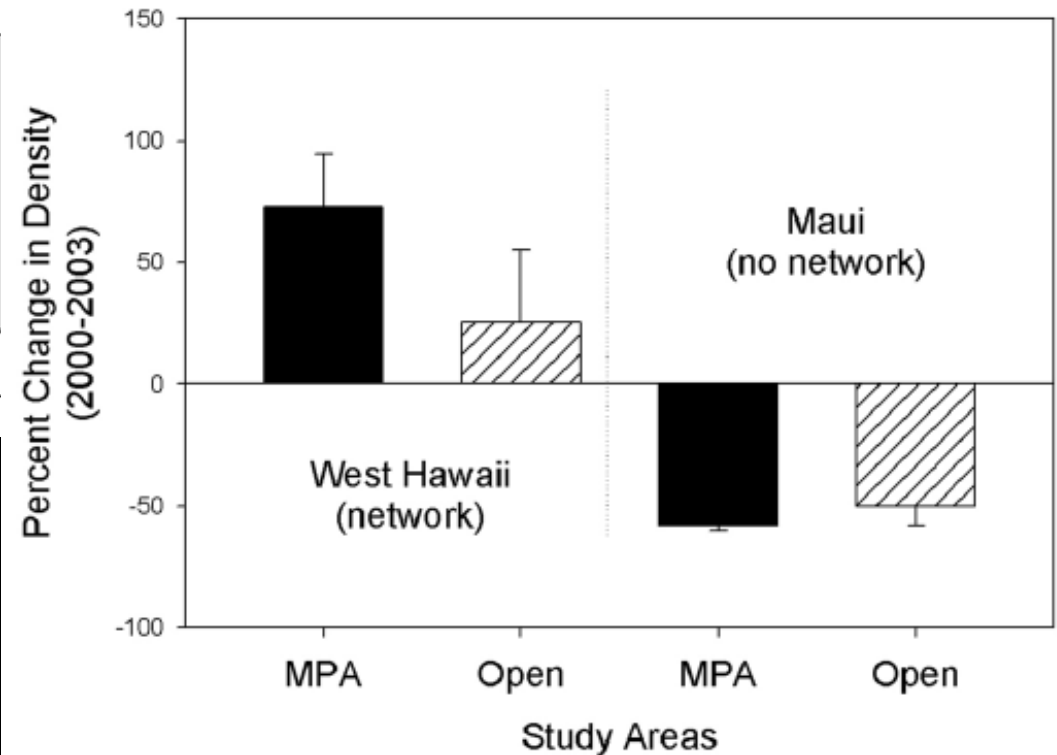 Percent Change in Density
(2000-2003)
150
100
50
0
-50
-100
West Hawaii
(network)
Maui
(no network)
MPA
Open
MPA
Open
Study Areas